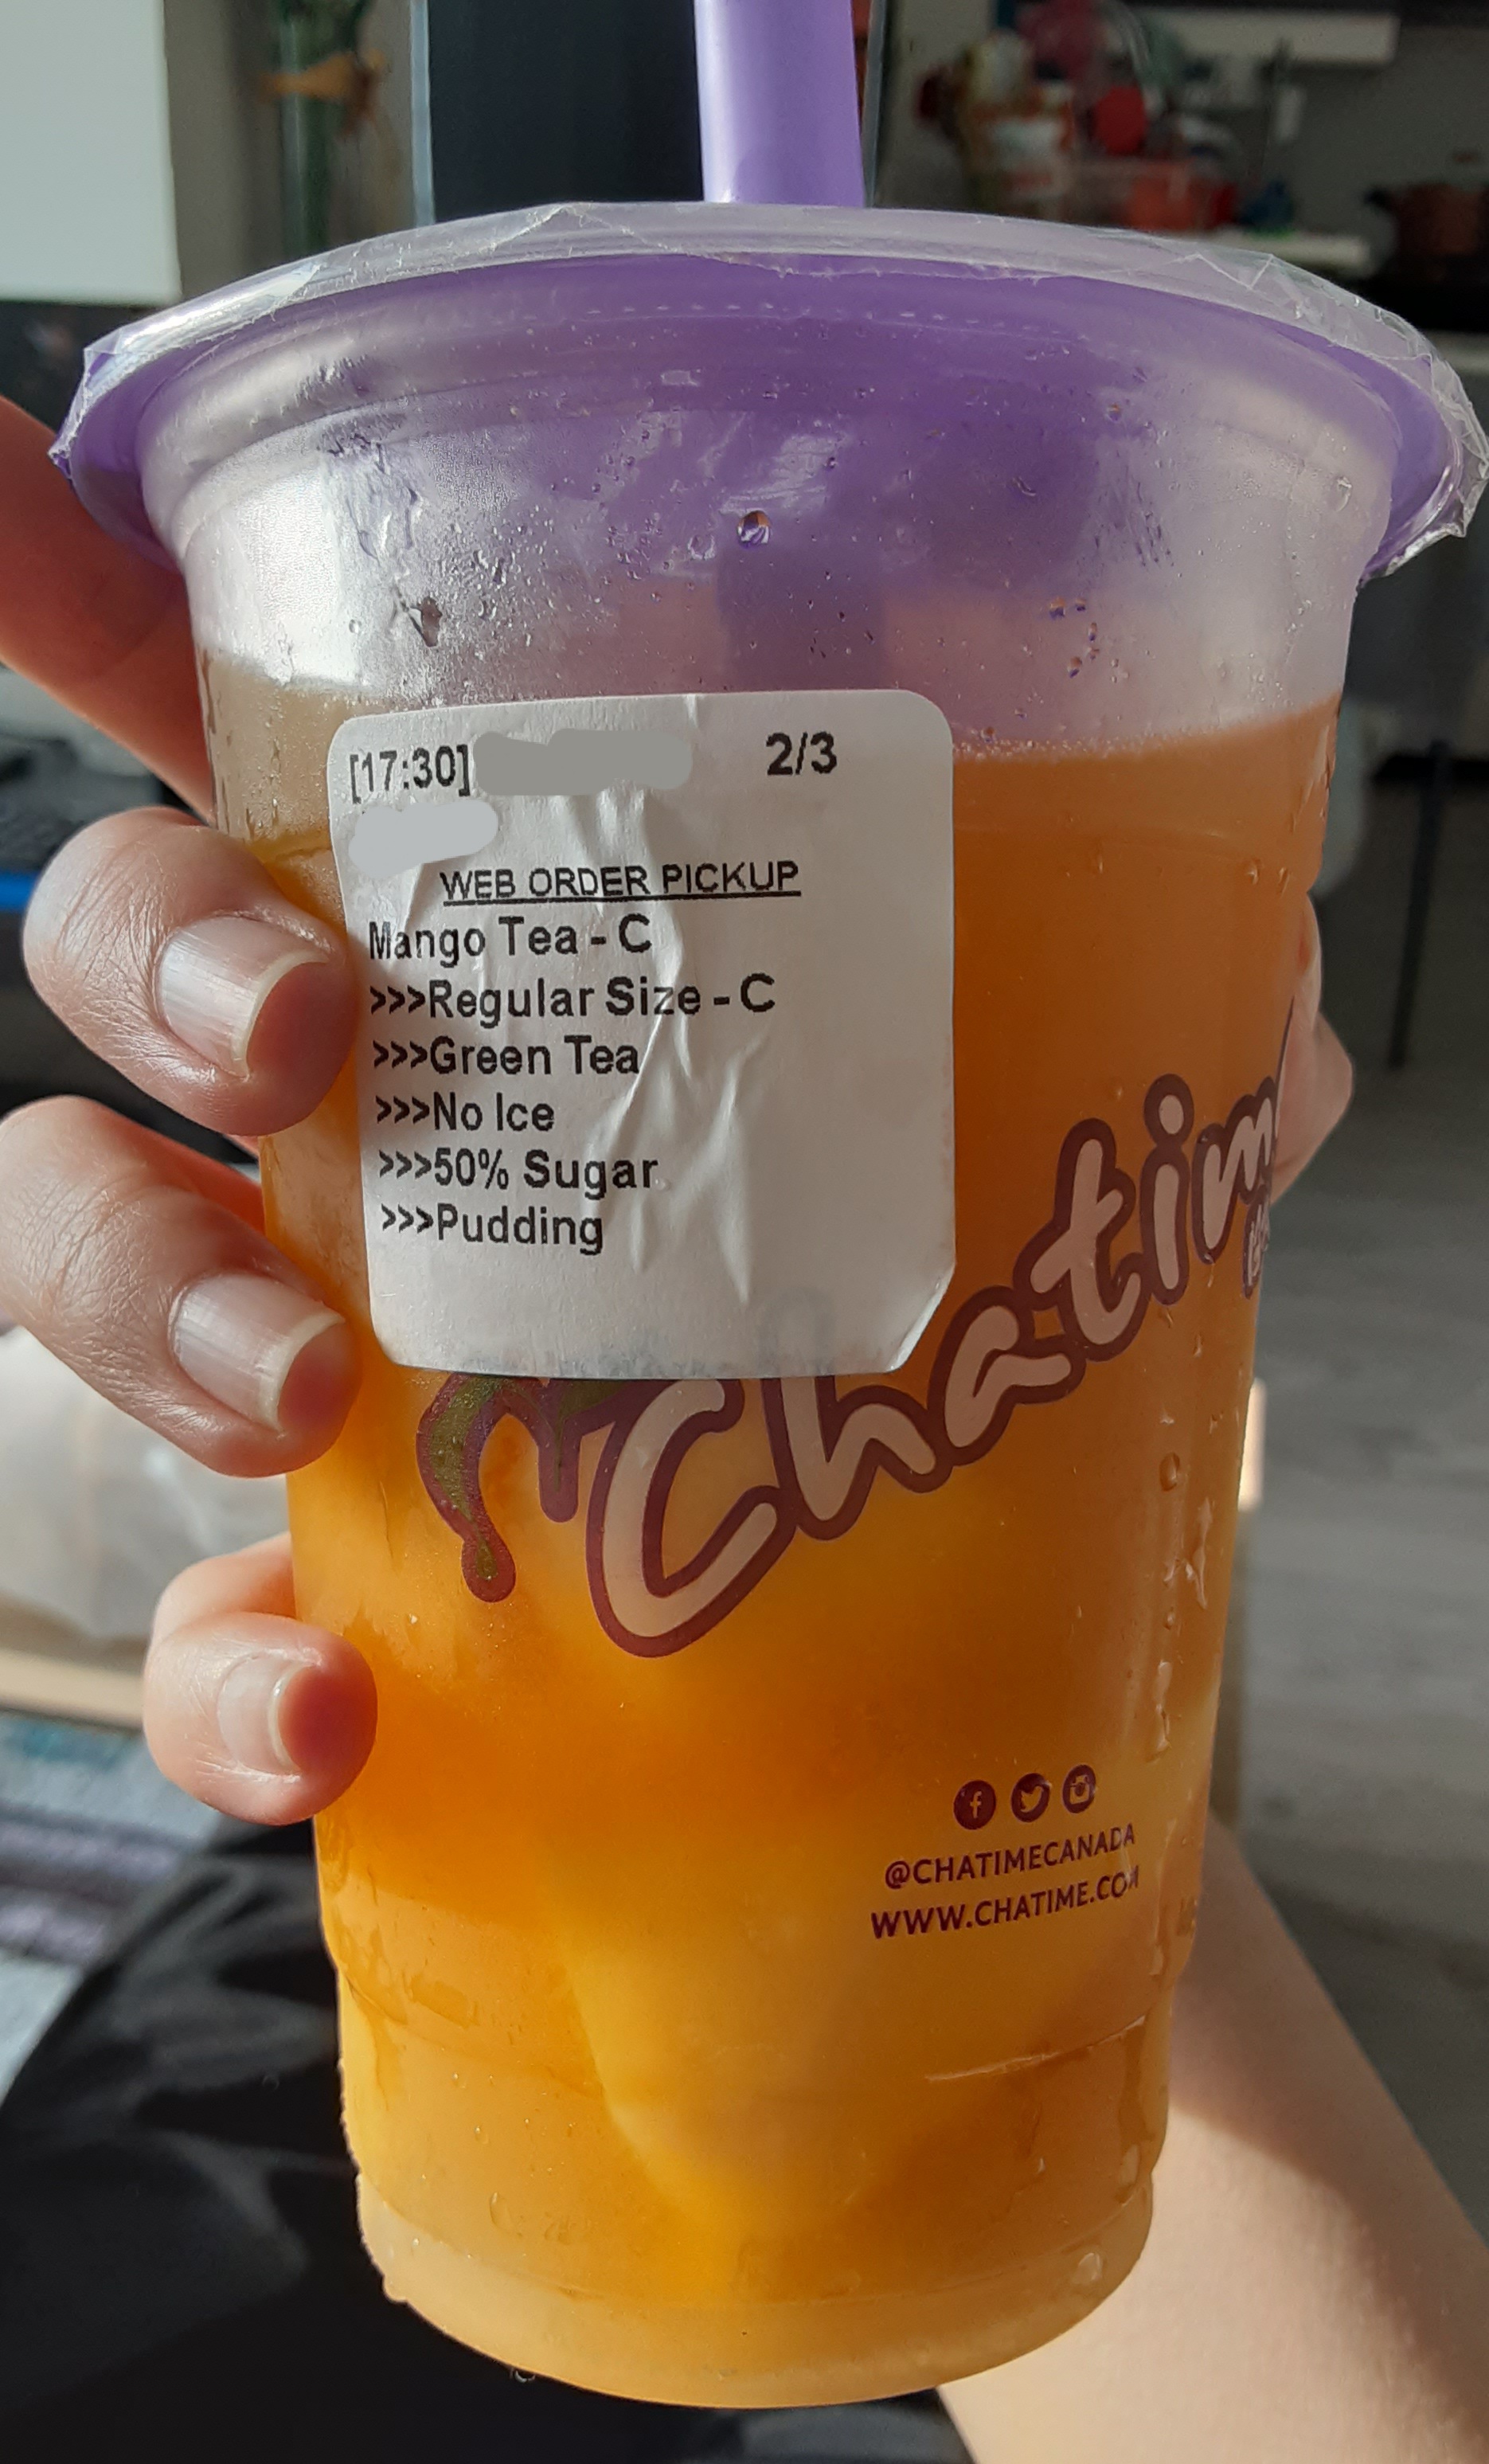 [17:30] 2/3
WEB ORDER PICKUP
Mango Tea - C
>>>Regular Size - C
>>>Green Tea
>>>No Ice
>>>50% Sugar
>>>Pudding
Chatime
@CHATIMECANADA
WWW.CHATIME.COM